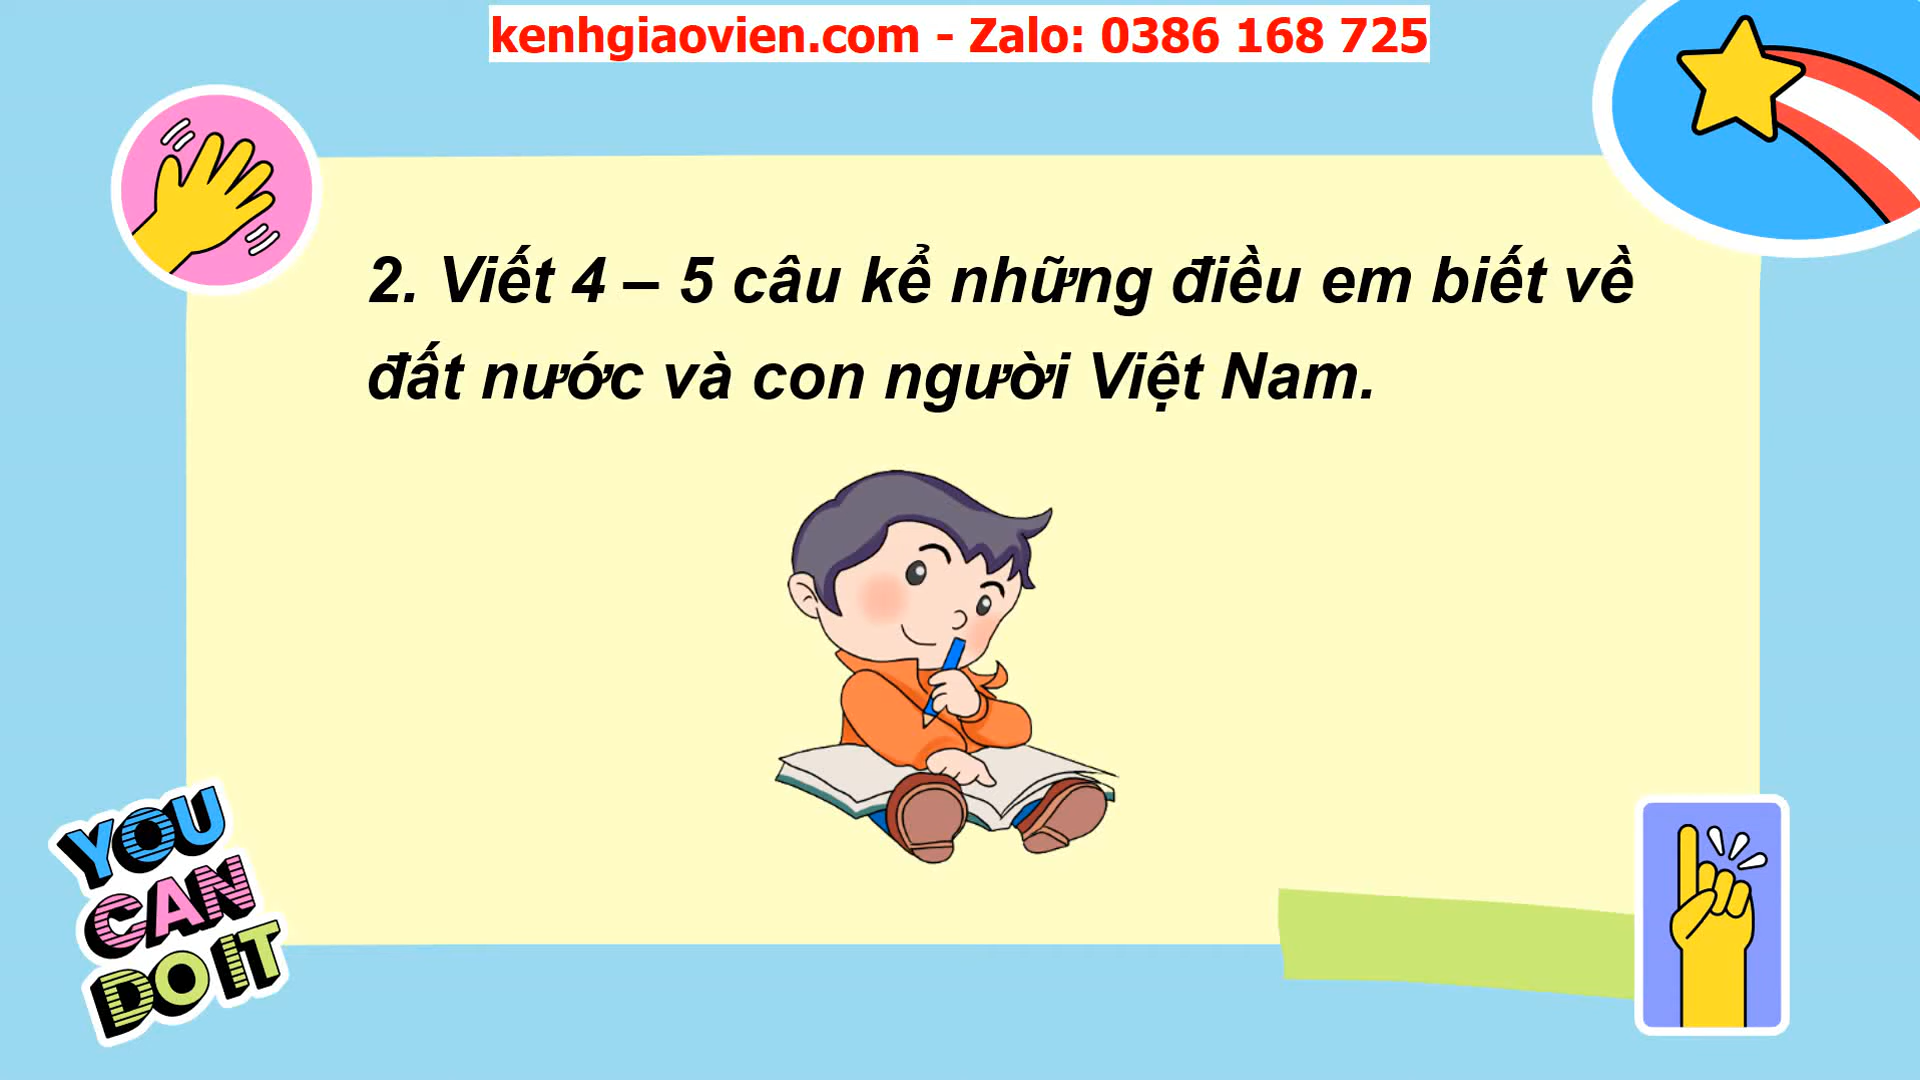 kenhgiaovien.com - Zalo: 0386 168 725
2. Viết 4 – 5 câu kể những điều em biết về
đất nước và con người Việt Nam.
YOU
CAN
DO IT